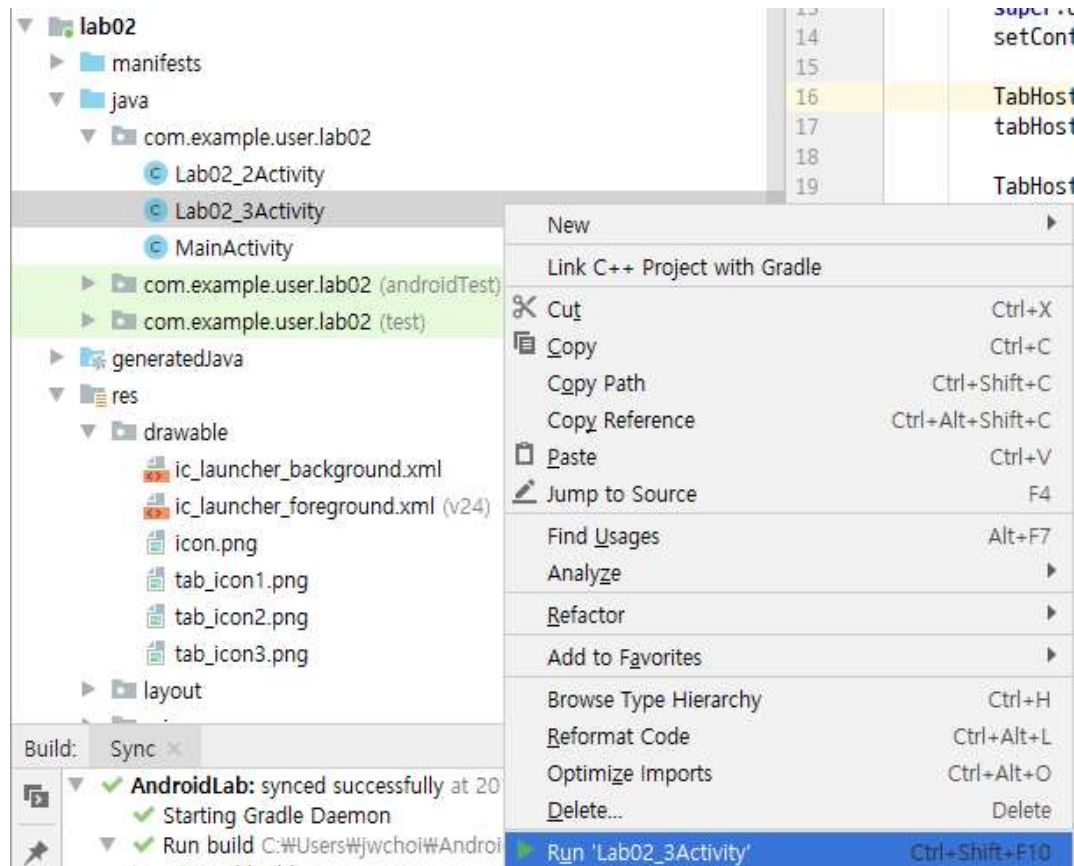 lab02
manifests
java
com.example.user.lab02
Lab02_2Activity
Lab02_3Activity
MainActivity
com.example.user.lab02 (androidTest)
com.example.user.lab02 (test)
generatedJava
res
drawable
ic_launcher_background.xml
ic_launcher_foreground.xml (v24)
icon.png
tab_icon1.png
tab_icon2.png
tab_icon3.png
layout
Build: Sync
AndroidLab: synced successfully at 20
Starting Gradle Daemon
Run build C:₩Users₩jwchoi₩Androi
14 setCont
15
16 TabHost
17 tabHost
18
19 TabHost
New
Link C++ Project with Gradle
Cut Ctrl+X
Copy Ctrl+C
Copy Path Ctrl+Shift+C
Copy Reference Ctrl+Alt+Shift+C
Paste Ctrl+V
Jump to Source F4
Find Usages Alt+F7
Analyze
Refactor
Add to Favorites
Browse Type Hierarchy Ctrl+H
Reformat Code Ctrl+Alt+L
Optimize Imports Ctrl+Alt+O
Delete... Delete
Run 'Lab02_3Activity' Ctrl+Shift+F10